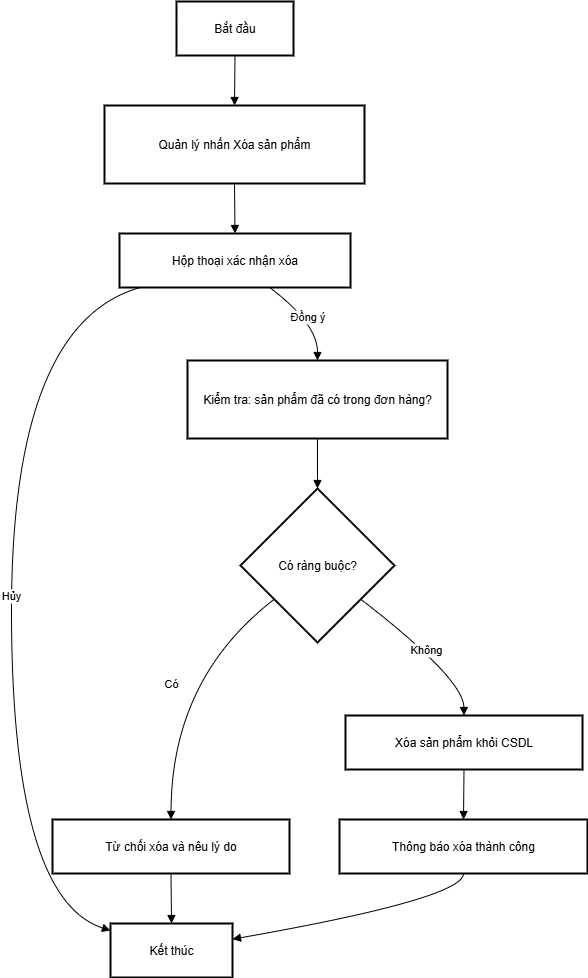 Bắt đầu
Quản lý nhấn Xóa sản phẩm
Hộp thoại xác nhận xóa
Đồng ý
Kiểm tra: sản phẩm đã có trong đơn hàng?
Có ràng buộc?
Hủy
Không
Có
Xóa sản phẩm khỏi CSDL
Từ chối xóa và nêu lý do
Thông báo xóa thành công
Kết thúc